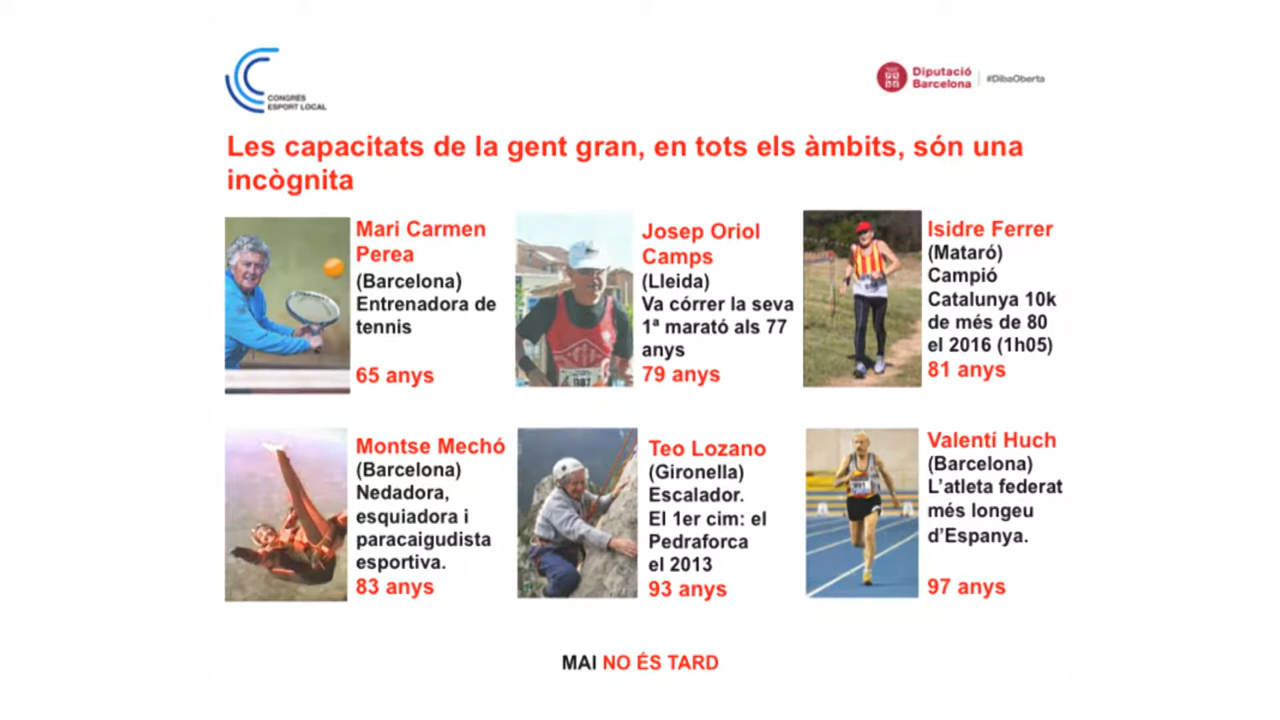 CONGRÉS
ESPORT LOCAL
Diputació
Barcelona
#DibaOberta
Les capacitats de la gent gran, en tots els àmbits, són una
incògnita
Mari Carmen
Perea
(Barcelona)
Entrenadora de
tennis
65 anys
Josep Oriol
Camps
(Lleida)
Va córrer la seva
1ª marató als 77
anys
79 anys
Isidre Ferrer
(Mataró)
Campió
Catalunya 10k
de més de 80
el 2016 (1h05)
81 anys
Montse Mechó
(Barcelona)
Nedadora,
esquiadora i
paracaigudista
esportiva.
83 anys
Teo Lozano
(Gironella)
Escalador.
El 1er cim: el
Pedraforca
el 2013
93 anys
Valentí Huch
(Barcelona)
L'atleta federat
més longeu
d'Espanya.
97 anys
MAI NO ÉS TARD